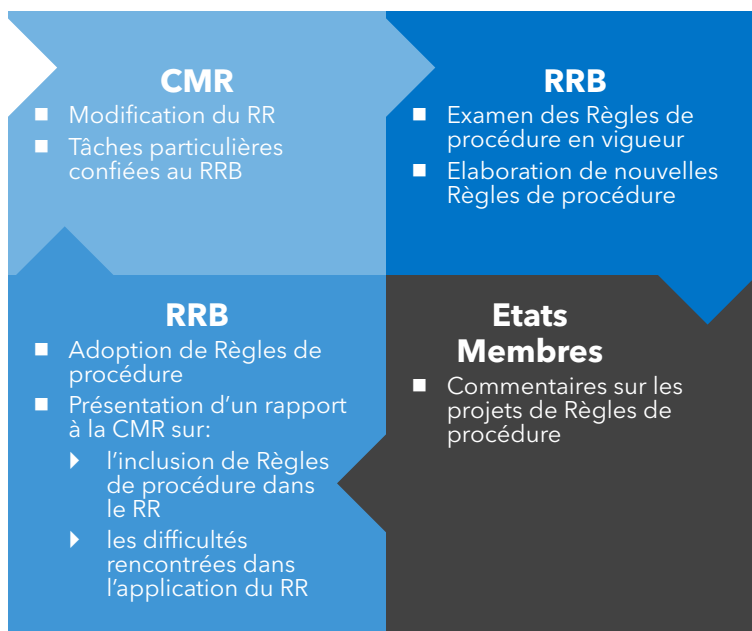 CMR
Modification du RR
Tâches particulières
confiées au RRB
RRB
Examen des Règles de
procédure en vigueur
Elaboration de nouvelles
Règles de procédure
RRB
Adoption de Règles de
procédure
Présentation d'un rapport
à la CMR sur:
l'inclusion de Règles
de procédure dans
le RR
les difficultés
rencontrées dans
l'application du RR
Etats
Membres
Commentaires sur les
projets de Règles de
procédure